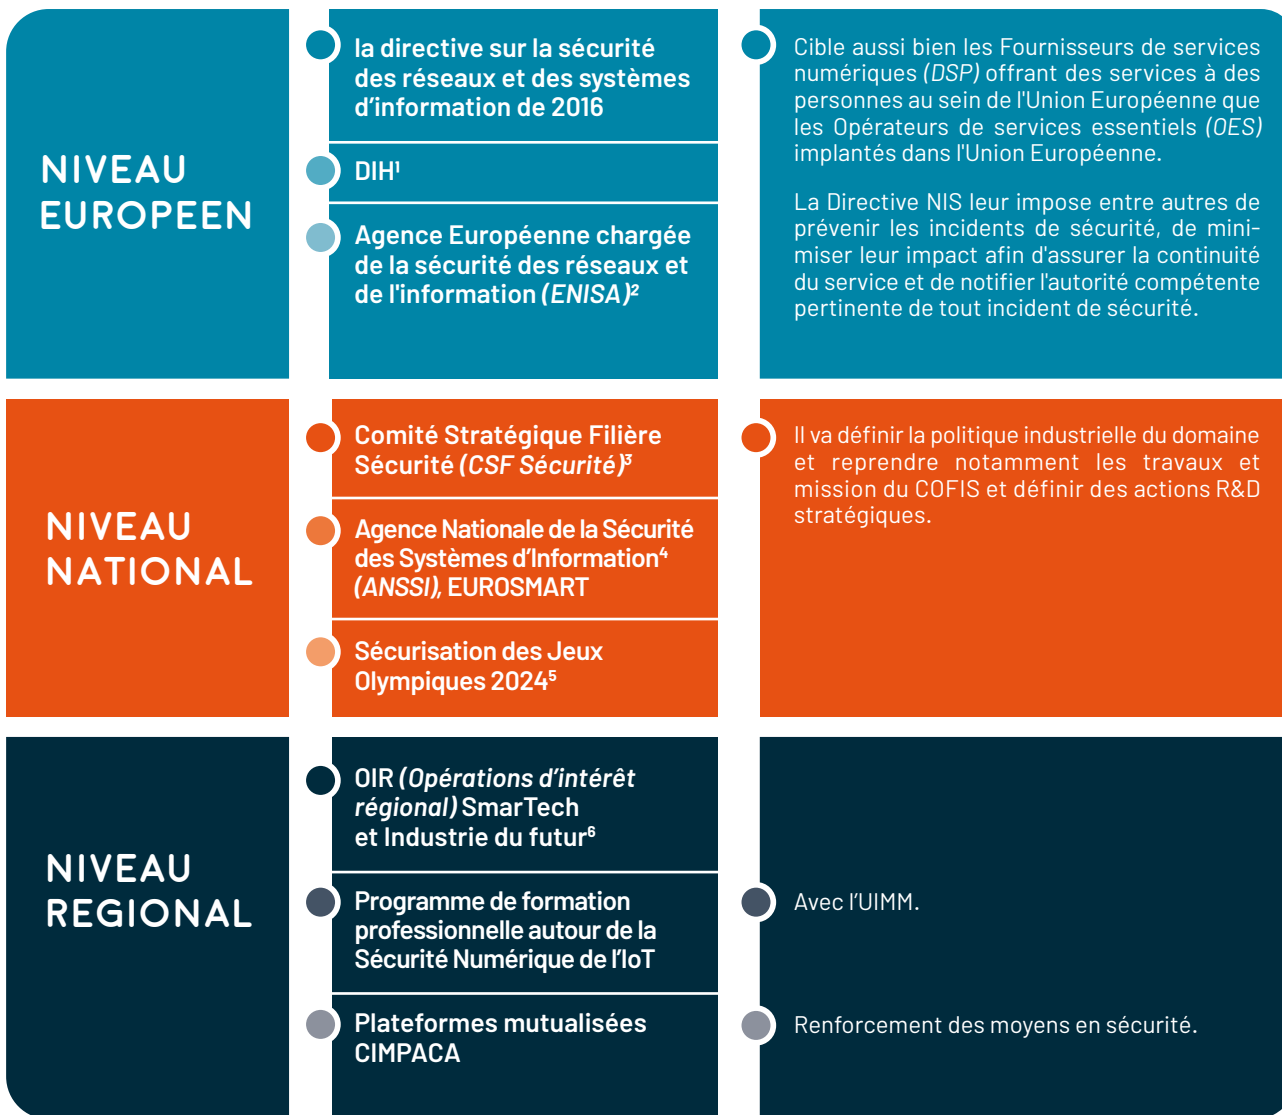 NIVEAU
EUROPEEN
la directive sur la sécurité
des réseaux et des systèmes
d’information de 2016
DIH¹
Agence Européenne chargée
de la sécurité des réseaux et
de l'information (ENISA)²
Cible aussi bien les Fournisseurs de services
numériques (DSP) offrant des services à des
personnes au sein de l'Union Européenne que
les Opérateurs de services essentiels (OES)
implantés dans l'Union Européenne.
La Directive NIS leur impose entre autres de
prévenir les incidents de sécurité, de mini-
miser leur impact afin d'assurer la continuité
du service et de notifier l'autorité compétente
pertinente de tout incident de sécurité.
NIVEAU
NATIONAL
Comité Stratégique Filière
Sécurité (CSF Sécurité)³
Agence Nationale de la Sécurité
des Systèmes d’Information⁴
(ANSSI), EUROSMART
Sécurisation des Jeux
Olympiques 2024⁵
Il va définir la politique industrielle du domaine
et reprendre notamment les travaux et
mission du COFIS et définir des actions R&D
stratégiques.
NIVEAU
REGIONAL
OIR (Opérations d’intérêt
régional) SmarTech
et Industrie du futur⁶
Programme de formation
professionnelle autour de la
Sécurité Numérique de l’IoT
Avec l’UIMM.
Plateformes mutualisées
CIMPACA
Renforcement des moyens en sécurité.